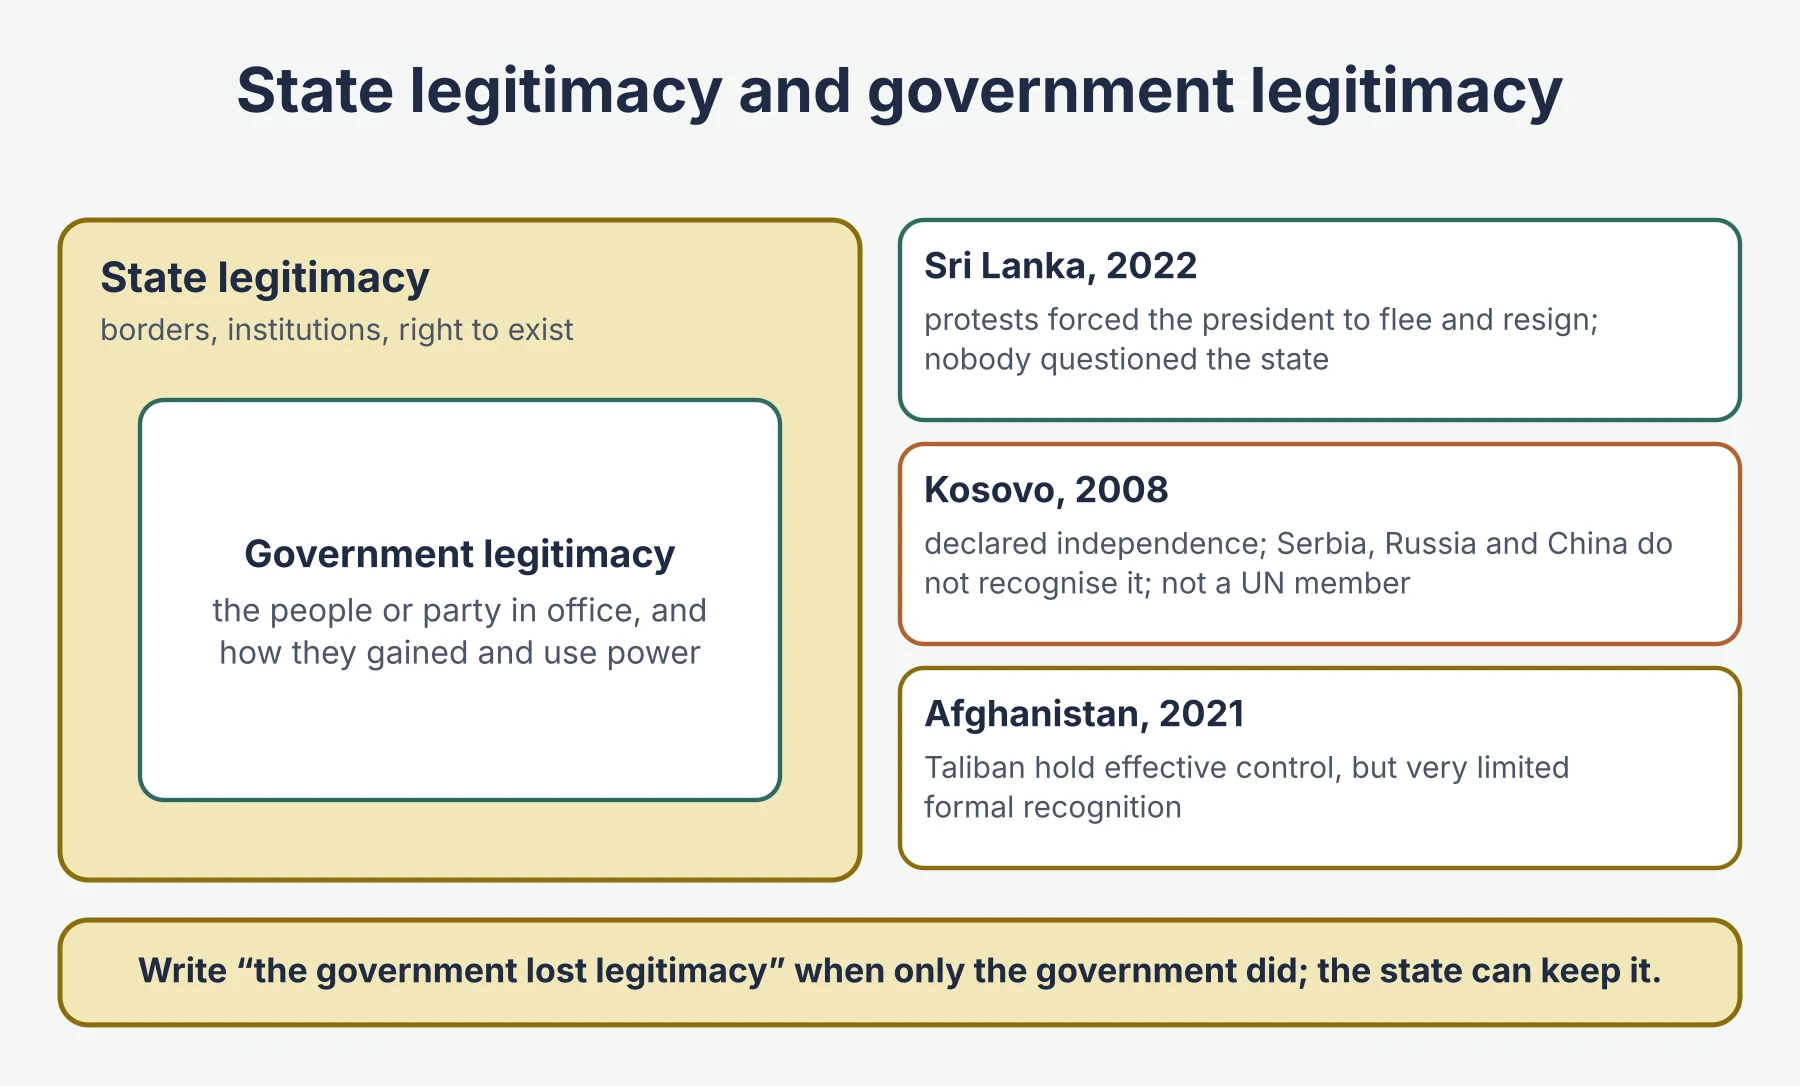 State legitimacy and government legitimacy
State legitimacy
borders, institutions, right to exist
Government legitimacy
the people or party in office, and
how they gained and use power
Sri Lanka, 2022
protests forced the president to flee and resign;
nobody questioned the state
Kosovo, 2008
declared independence; Serbia, Russia and China do
not recognise it; not a UN member
Afghanistan, 2021
Taliban hold effective control, but very limited
formal recognition
Write “the government lost legitimacy” when only the government did; the state can keep it.